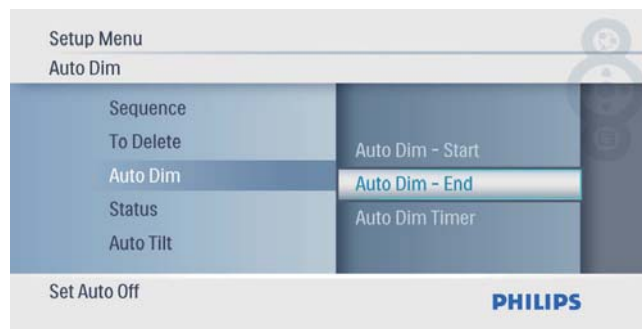 Setup Menu
Auto Dim
Sequence
To Delete
Auto Dim
Status
Auto Tilt
Auto Dim - Start
Auto Dim - End
Auto Dim Timer
Set Auto Off
PHILIPS